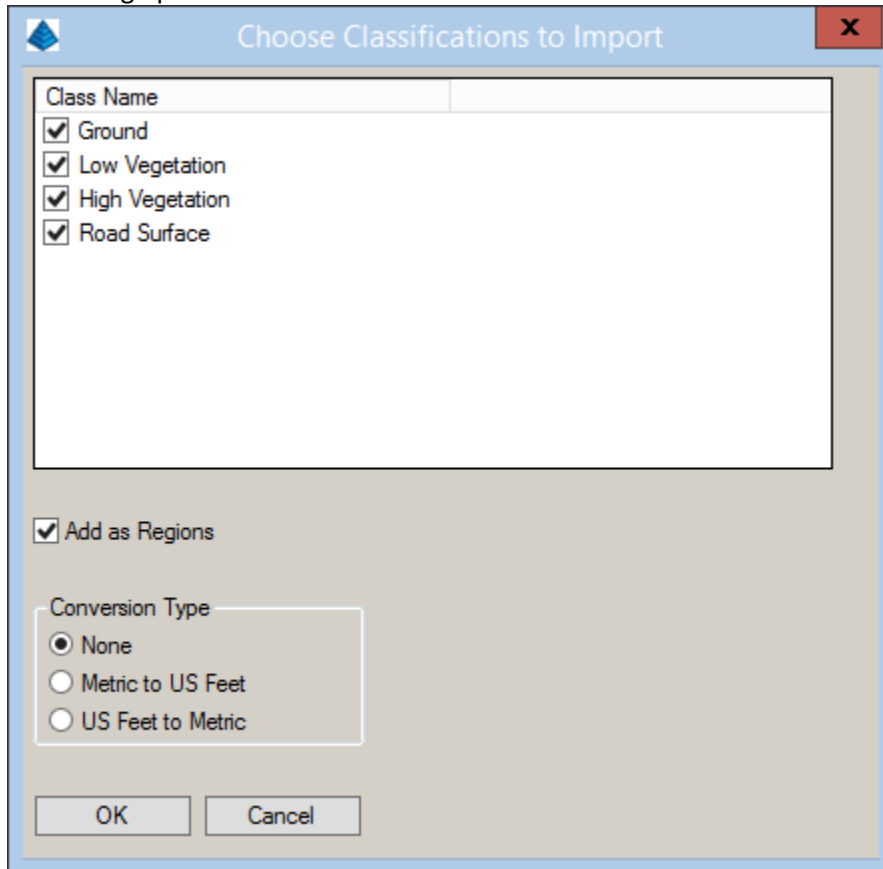 Choose Classifications to Import
x
Class Name
Ground
Low Vegetation
High Vegetation
Road Surface
Add as Regions
Conversion Type
None
Metric to US Feet
US Feet to Metric
OK Cancel